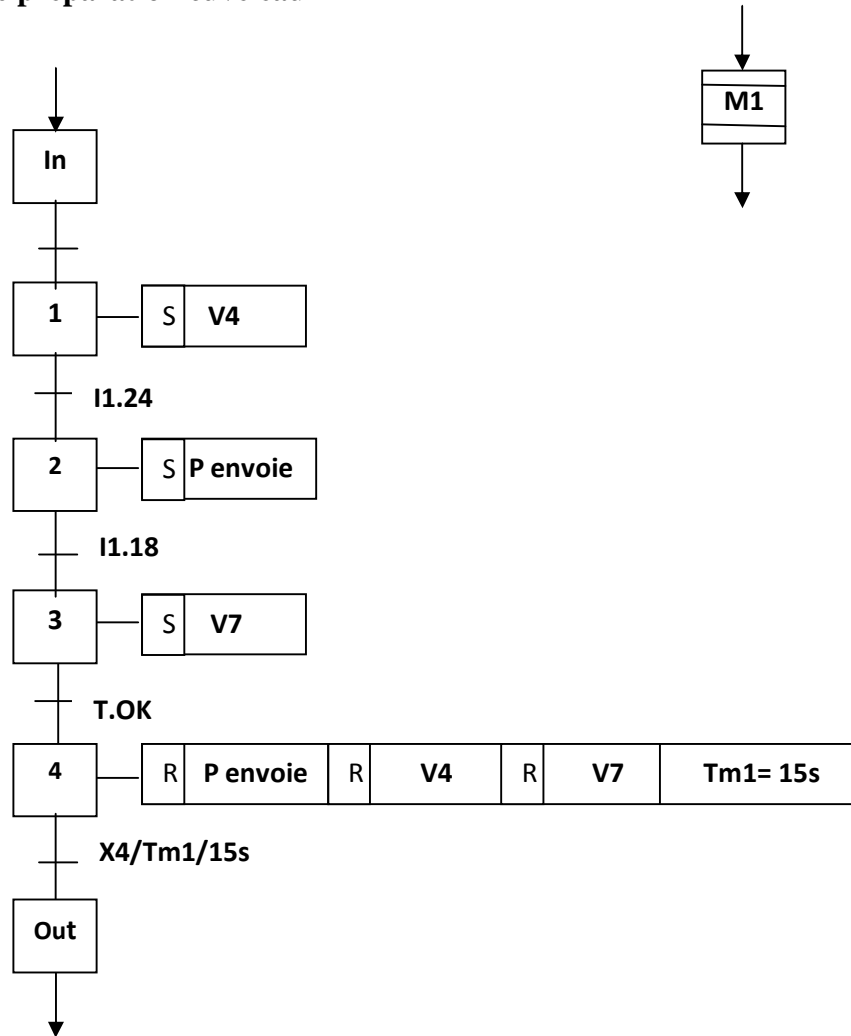 M1
In
1 S V4
I1.24
2 S P envoie
I1.18
3 S V7
T.OK
4 R P envoie R V4 R V7 Tm1= 15s
X4/Tm1/15s
Out